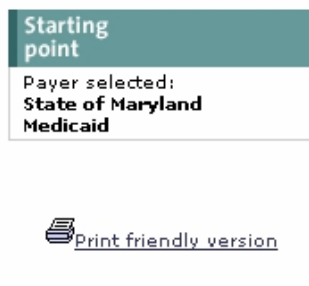 Starting
point
Payer selected:
State of Maryland
Medicaid
Print friendly version